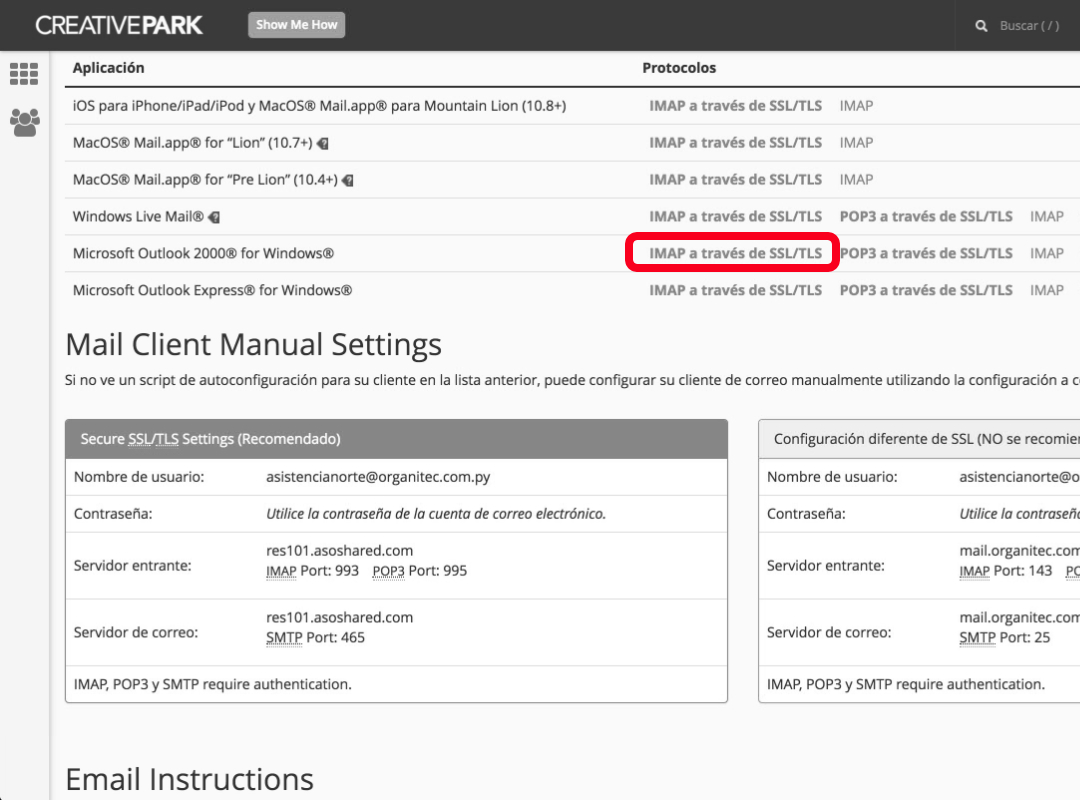 CREATIVEPARK Show Me How Buscar ( / )
Aplicación Protocolos
iOS para iPhone/iPad/iPod y MacOS® Mail.app® para Mountain Lion (10.8+) IMAP a través de SSL/TLS IMAP
MacOS® Mail.app® for “Lion” (10.7+) IMAP a través de SSL/TLS IMAP
MacOS® Mail.app® for “Pre Lion” (10.4+) IMAP a través de SSL/TLS IMAP
Windows Live Mail® IMAP a través de SSL/TLS POP3 a través de SSL/TLS IMAP
Microsoft Outlook 2000® for Windows® IMAP a través de SSL/TLS POP3 a través de SSL/TLS IMAP
Microsoft Outlook Express® for Windows® IMAP a través de SSL/TLS POP3 a través de SSL/TLS IMAP
Mail Client Manual Settings
Si no ve un script de autoconfiguración para su cliente en la lista anterior, puede configurar su cliente de correo manualmente utilizando la configuración a
Secure SSL/TLS Settings (Recomendado)
Nombre de usuario: asistencianorte@organitec.com.py
Contraseña: Utilice la contraseña de la cuenta de correo electrónico.
Servidor entrante: res101.asoshared.com
IMAP Port: 993 POP3 Port: 995
Servidor de correo: res101.asoshared.com
SMTP Port: 465
IMAP, POP3 y SMTP require authentication.
Configuración diferente de SSL (NO se recomien
Nombre de usuario: asistencianorte@o
Contraseña: Utilice la contraseña
Servidor entrante: mail.organitec.com
IMAP Port: 143 PO
Servidor de correo: mail.organitec.com
SMTP Port: 25
IMAP, POP3 y SMTP require authentication.
Email Instructions